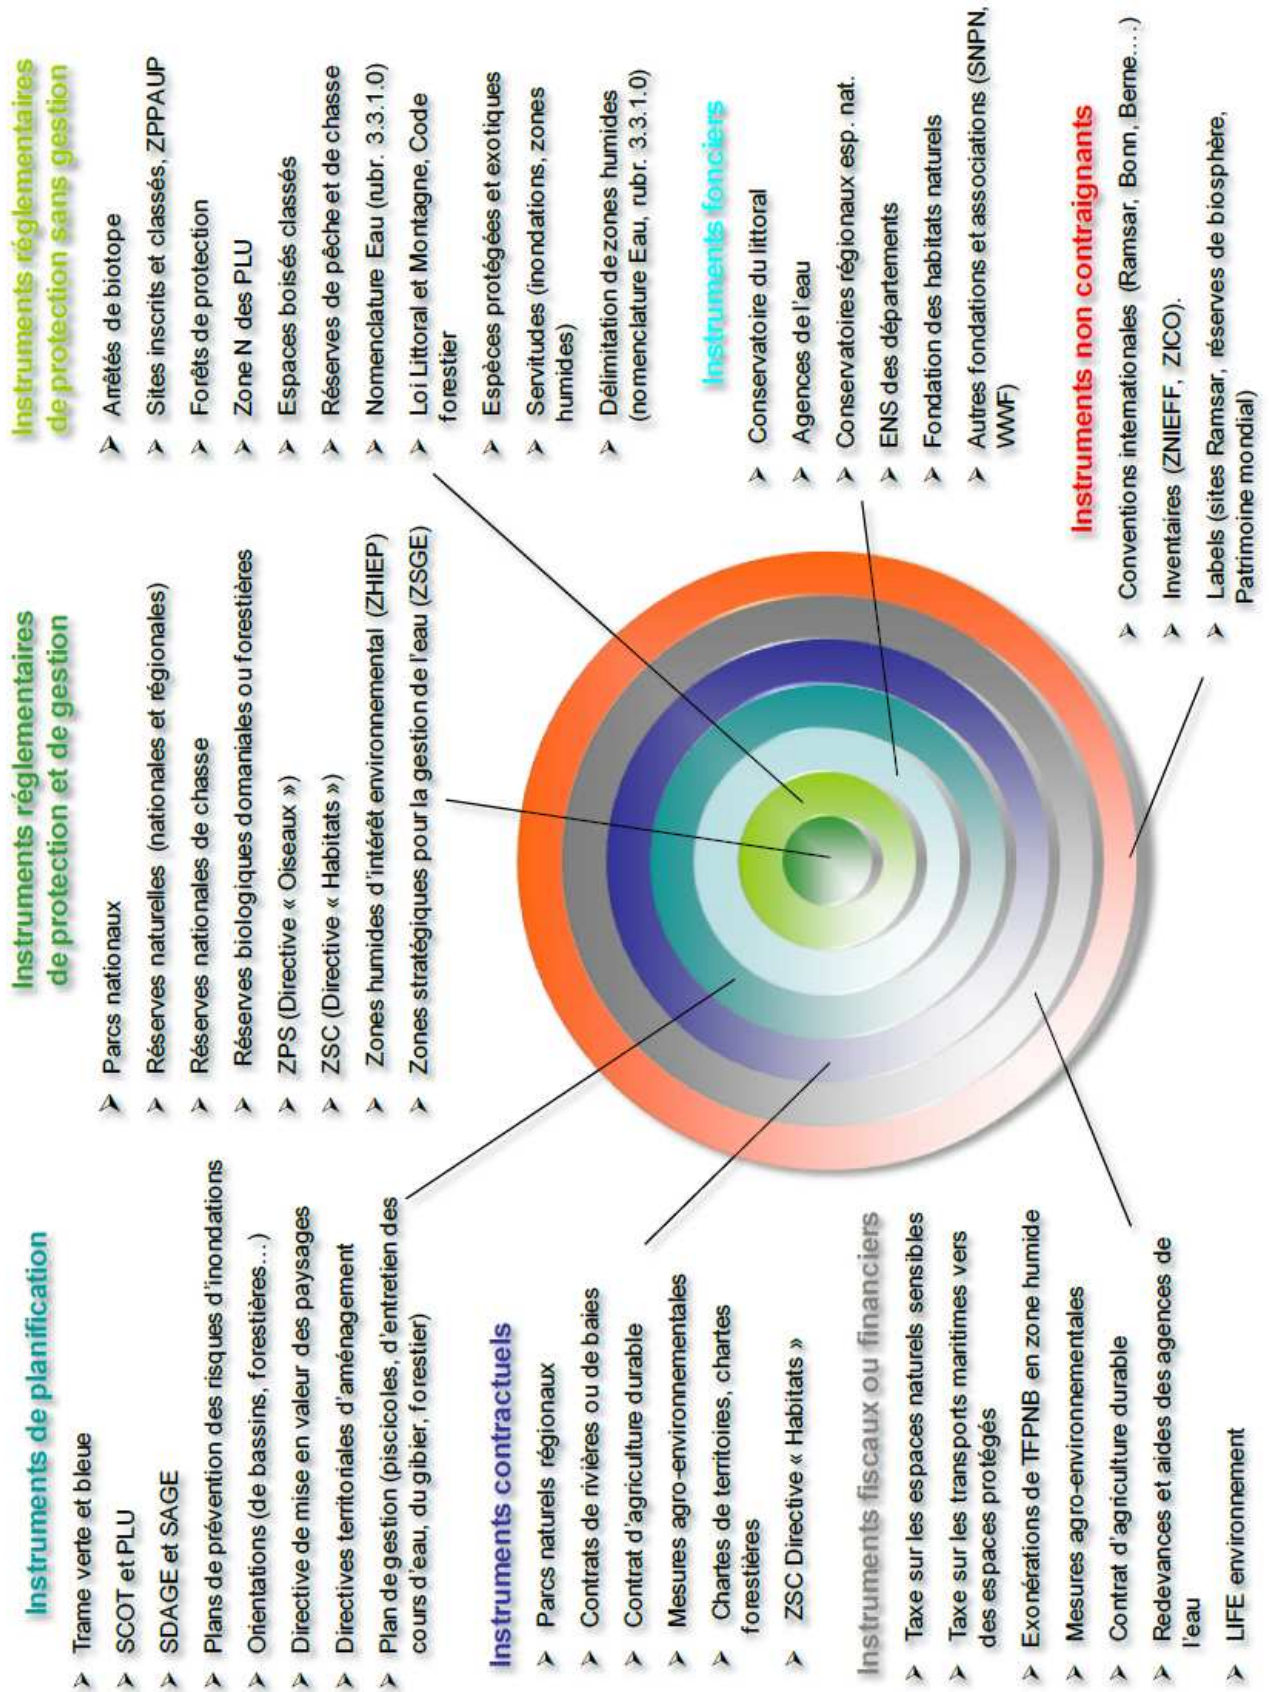 Instruments de planification
Trame verte et bleue
SCOT et PLU
SDAGE et SAGE
Plans de prévention des risques d'inondations
Orientations (de bassins, forestières…)
Directive de mise en valeur des paysages
Directives territoriales d'aménagement
Plan de gestion (piscicoles, d'entretien des
cours d'eau, du gibier, forestier)
Instruments réglementaires
de protection et de gestion
Parcs nationaux
Réserves naturelles (nationales et régionales)
Réserves nationales de chasse
Réserves biologiques domaniales ou forestières
ZPS (Directive « Oiseaux »)
ZSC (Directive « Habitats »)
Zones humides d'intérêt environmental (ZHIEP)
Zones stratégiques pour la gestion de l'eau (ZSGE)
Instruments réglementaires
de protection sans gestion
Arrêtés de biotope
Sites inscrits et classés, ZPPAUP
Forêts de protection
Zone N des PLU
Espaces boisés classés
Réserves de pêche et de chasse
Nomenclature Eau (rubr. 3.3.1.0)
Loi Littoral et Montagne, Code
forestier
Espèces protégées et exotiques
Servitudes (inondations, zones
humides)
Délimitation de zones humides
(nomenclature Eau, rubr. 3.3.1.0)
Instruments contractuels
Parcs naturels régionaux
Contrats de rivières ou de baies
Contrat d'agriculture durable
Mesures agro-environementales
Chartes de territoires, chartes
forestières
ZSC Directive « Habitats »
Instruments fonciers
Conservatoire du littoral
Agences de l'eau
Conservatoires régionaux esp. nat.
ENS des départements
Fondation des habitats naturels
Autres fondations et associations (SNPN,
WWF)
Instruments fiscaux ou financiers
Taxe sur les espaces naturels sensibles
Taxe sur les transports maritimes vers
des espaces protégés
Exonérations de TFPNB en zone humide
Mesures agro-environnementales
Contrat d'agriculture durable
Redevances et aides des agences de
l'eau
LIFE environnement
Instruments non contraignants
Conventions internationales (Ramsar, Bonn, Berne….)
Inventaires (ZNIEFF, ZICO).
Labels (sites Ramsar, réserves de biosphère,
Patrimoine mondial)